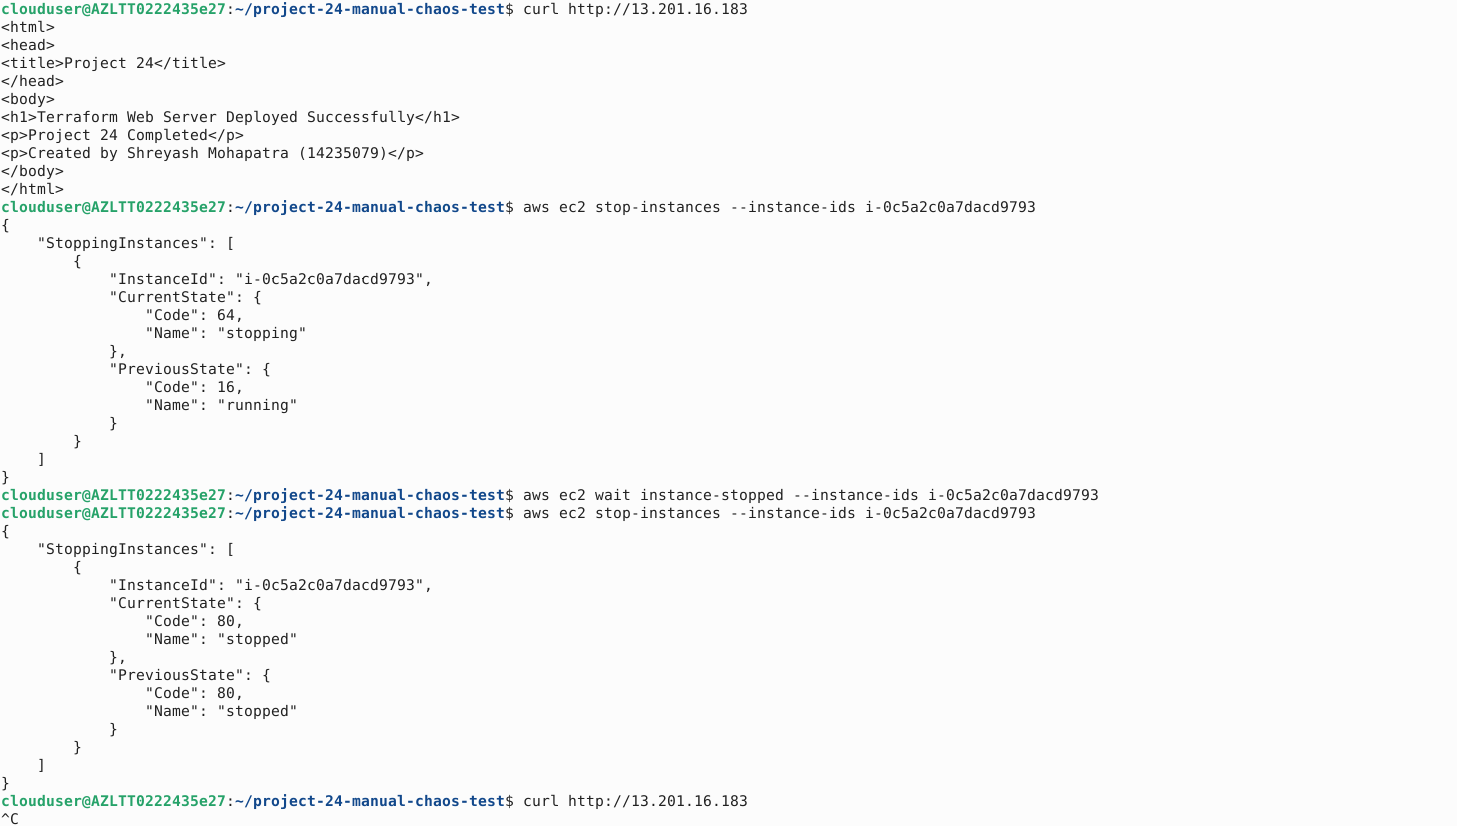 clouduser@AZLTT0222435e27:~/project-24-manual-chaos-test$ curl http://13.201.16.183
<html>
<head>
<title>Project 24</title>
</head>
<body>
<h1>Terraform Web Server Deployed Successfully</h1>
<p>Project 24 Completed</p>
<p>Created by Shreyash Mohapatra (14235079)</p>
</body>
</html>
clouduser@AZLTT0222435e27:~/project-24-manual-chaos-test$ aws ec2 stop-instances --instance-ids i-0c5a2c0a7dacd9793
{
    "StoppingInstances": [
        {
            "InstanceId": "i-0c5a2c0a7dacd9793",
            "CurrentState": {
                "Code": 64,
                "Name": "stopping"
            },
            "PreviousState": {
                "Code": 16,
                "Name": "running"
            }
        }
    ]
}
clouduser@AZLTT0222435e27:~/project-24-manual-chaos-test$ aws ec2 wait instance-stopped --instance-ids i-0c5a2c0a7dacd9793
clouduser@AZLTT0222435e27:~/project-24-manual-chaos-test$ aws ec2 stop-instances --instance-ids i-0c5a2c0a7dacd9793
{
    "StoppingInstances": [
        {
            "InstanceId": "i-0c5a2c0a7dacd9793",
            "CurrentState": {
                "Code": 80,
                "Name": "stopped"
            },
            "PreviousState": {
                "Code": 80,
                "Name": "stopped"
            }
        }
    ]
}
clouduser@AZLTT0222435e27:~/project-24-manual-chaos-test$ curl http://13.201.16.183
^C